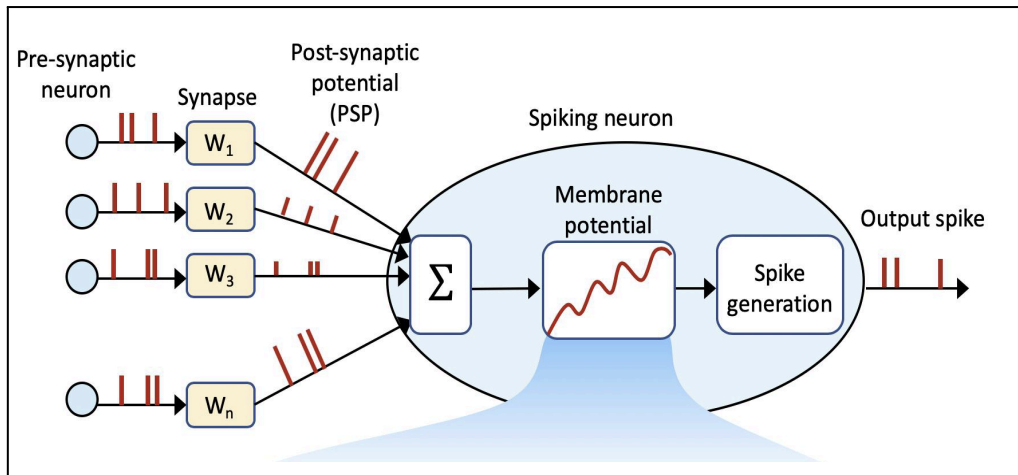 Pre-synaptic
neuron
Synapse
Post-synaptic
potential
(PSP)
Spiking neuron
Membrane
potential
Output spike
W1
W2
W3
Wn
Σ
Spike
generation